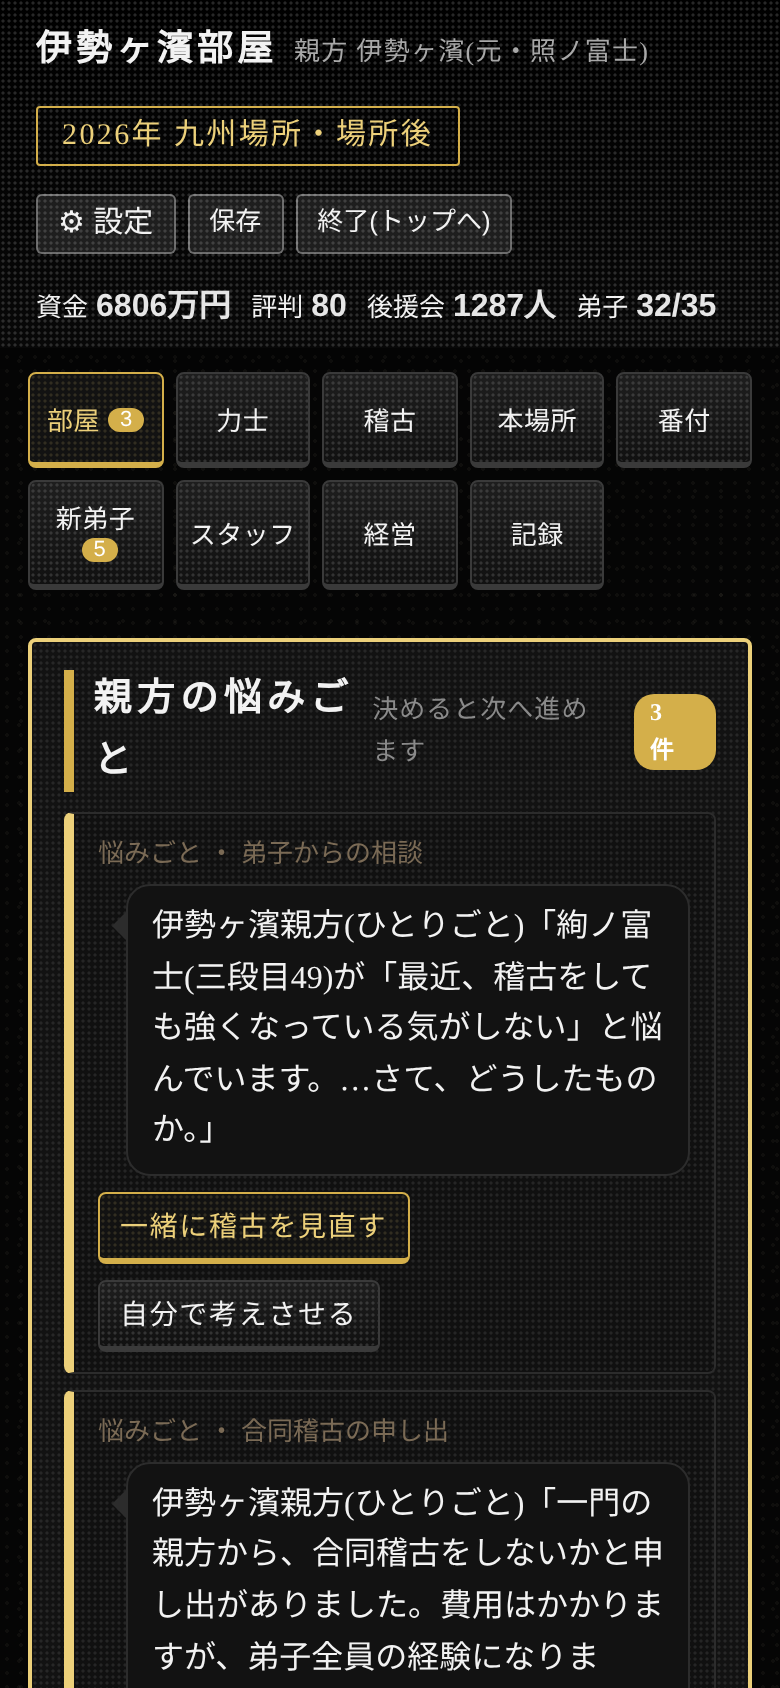 伊勢ヶ濱部屋 親方 伊勢ヶ濱(元・照ノ富士)
2026年 九州場所・場所後
⚙ 設定 保存 終了(トップへ)
資金 6806万円 評判 80 後援会 1287人 弟子 32/35
部屋 3 力士 稽古 本場所 番付
新弟子 5 スタッフ 経営 記録
親方の悩みご
と
決めると次へ進め
ます
3
件
悩みごと ・ 弟子からの相談
伊勢ヶ濱親方(ひとりごと)「絢ノ富
士(三段目49)が「最近、稽古をして
も強くなっている気がしない」と悩
んでいます。…さて、どうしたもの
か。」
一緒に稽古を見直す
自分で考えさせる
悩みごと ・ 合同稽古の申し出
伊勢ヶ濱親方(ひとりごと)「一門の
親方から、合同稽古をしないかと申
し出がありました。費用はかかりま
すが、弟子全員の経験になりま